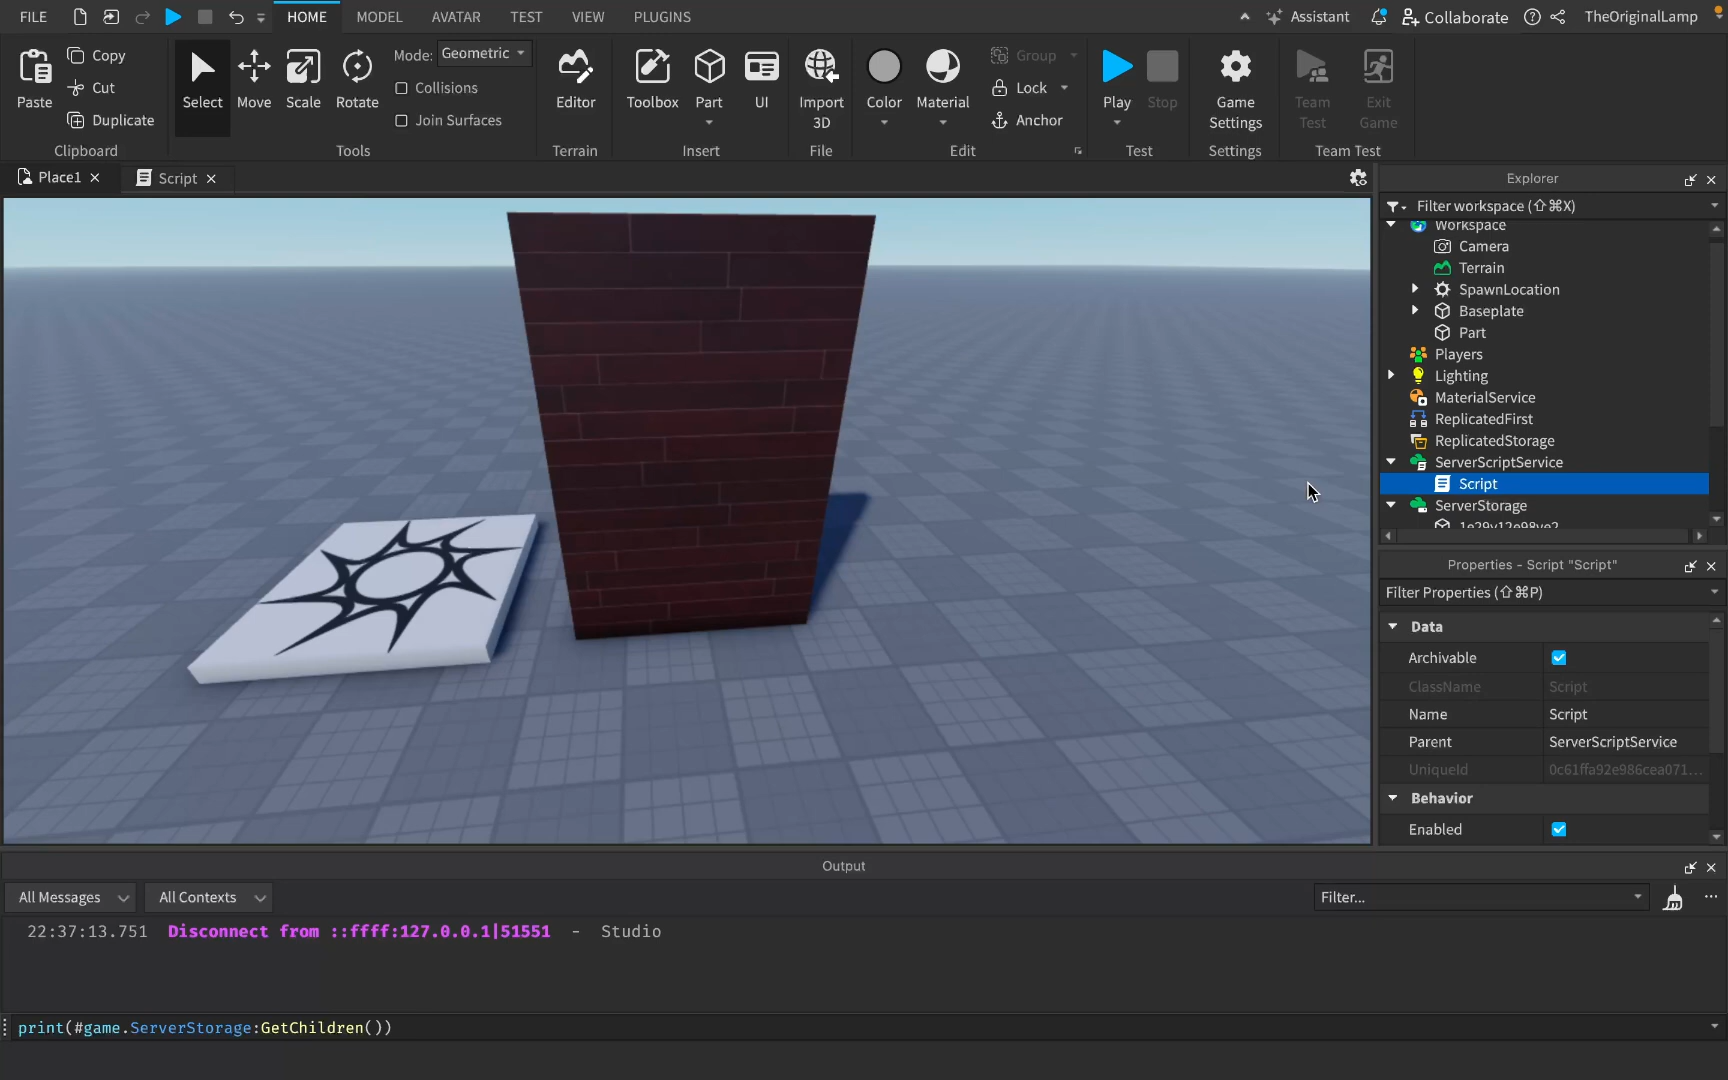 FILE HOME MODEL AVATAR TEST VIEW PLUGINS Assistant Collaborate TheOriginalLamp
Paste Copy Cut Duplicate Clipboard
Select Move Scale Rotate Mode: Geometric Collisions Join Surfaces Tools
Editor Terrain
Toolbox Part UI Insert
Import 3D File
Color Material Group Lock Anchor Edit
Play Stop Test
Game Settings Settings
Team Test Exit Game Team Test
Place1 Script
Explorer
Filter workspace (⇧⌘X)
Workspace
Camera
Terrain
SpawnLocation
Baseplate
Part
Players
Lighting
MaterialService
ReplicatedFirst
ReplicatedStorage
ServerScriptService
Script
ServerStorage
Properties - Script "Script"
Filter Properties (⇧⌘P)
Data
Archivable
ClassName Script
Name Script
Parent ServerScriptService
UniqueId 0c61ffa92e986cea071...
Behavior
Enabled
Output
All Messages All Contexts Filter...
22:37:13.751 Disconnect from ::ffff:127.0.0.1|51551 - Studio
print(#game.ServerStorage:GetChildren())